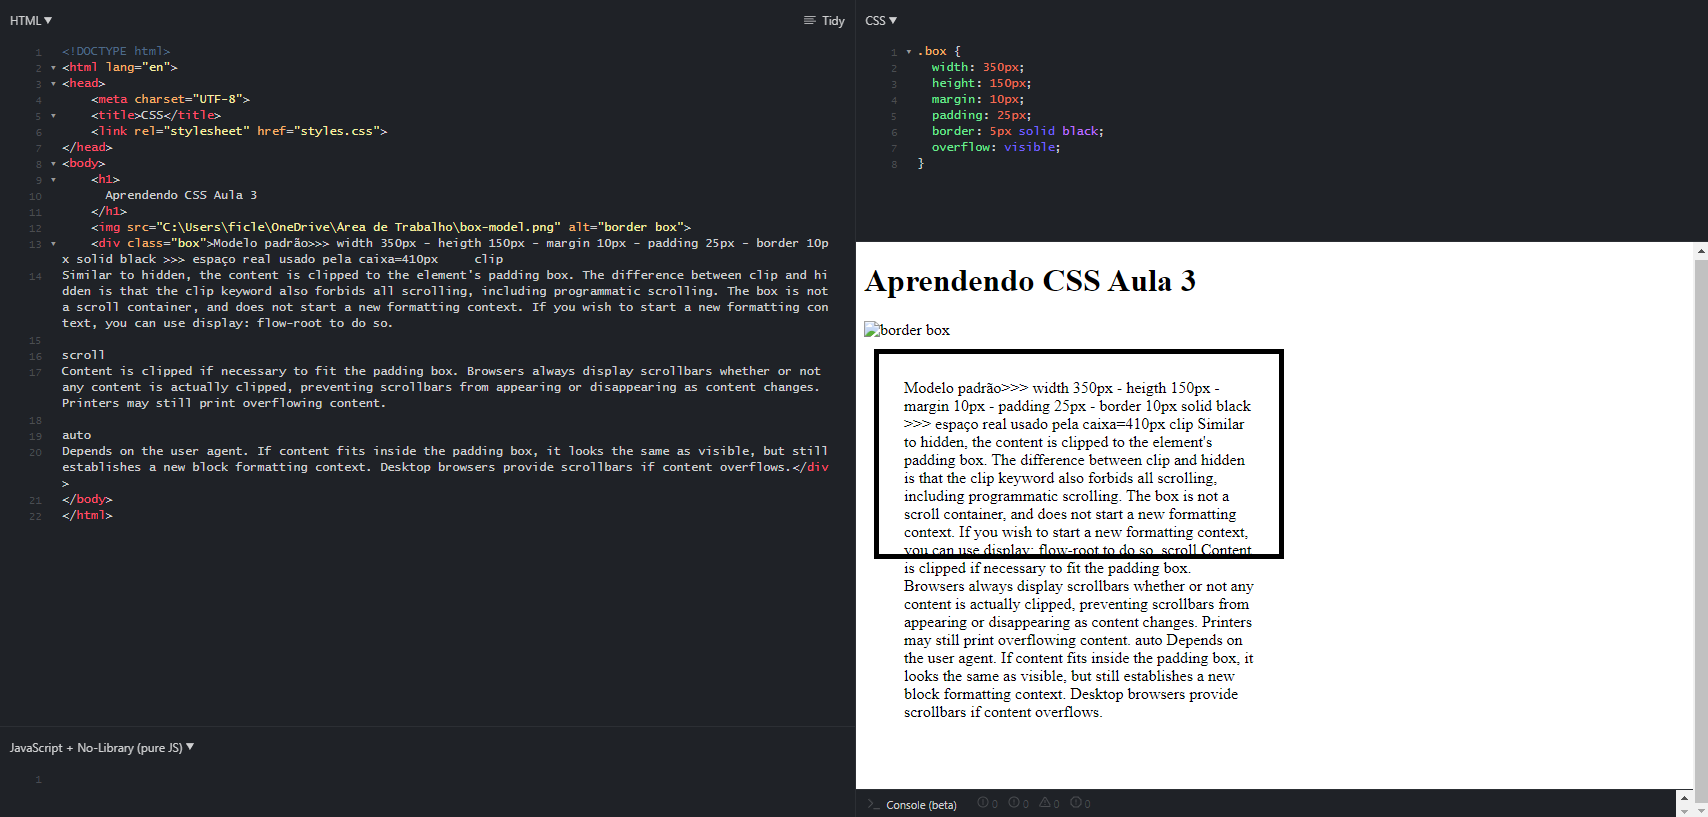 HTML▼
Tidy
1 <!DOCTYPE html>
2 <html lang="en">
3 <head>
4 <meta charset="UTF-8">
5 <title>CSS</title>
6 <link rel="stylesheet" href="styles.css">
7 </head>
8 <body>
9 <h1>
10 Aprendendo CSS Aula 3
11 </h1>
12 <img src="C:\Users\ficle\OneDrive\Área de Trabalho\box-model.png" alt="border box">
13 <div class="box">Modelo padrão>>> width 350px - heigth 150px - margin 10px - padding 25px - border 10p
x solid black >>> espaço real usado pela caixa=410px clip
14 Similar to hidden, the content is clipped to the element's padding box. The difference between clip and hi
dden is that the clip keyword also forbids all scrolling, including programmatic scrolling. The box is not
a scroll container, and does not start a new formatting context. If you wish to start a new formatting con
text, you can use display: flow-root to do so.
15
16 scroll
17 Content is clipped if necessary to fit the padding box. Browsers always display scrollbars whether or not
any content is actually clipped, preventing scrollbars from appearing or disappearing as content changes.
Printers may still print overflowing content.
18
19 auto
20 Depends on the user agent. If content fits inside the padding box, it looks the same as visible, but still
establishes a new block formatting context. Desktop browsers provide scrollbars if content overflows.</div
>
21 </body>
22 </html>
JavaScript + No-Library (pure JS)▼
1
CSS▼
1 .box {
2 width: 350px;
3 height: 150px;
4 margin: 10px;
5 padding: 25px;
6 border: 5px solid black;
7 overflow: visible;
8 }
Aprendendo CSS Aula 3
border box
Modelo padrão>>> width 350px - heigth 150px -
margin 10px - padding 25px - border 10px solid black
>>> espaço real usado pela caixa=410px clip Similar
to hidden, the content is clipped to the element's
padding box. The difference between clip and hidden
is that the clip keyword also forbids all scrolling,
including programmatic scrolling. The box is not a
scroll container, and does not start a new formatting
context. If you wish to start a new formatting context,
you can use display: flow-root to do so. scroll Content
is clipped if necessary to fit the padding box.
Browsers always display scrollbars whether or not any
content is actually clipped, preventing scrollbars from
appearing or disappearing as content changes. Printers
may still print overflowing content. auto Depends on
the user agent. If content fits inside the padding box, it
looks the same as visible, but still establishes a new
block formatting context. Desktop browsers provide
scrollbars if content overflows.
>_ Console (beta) 0 0 0 0